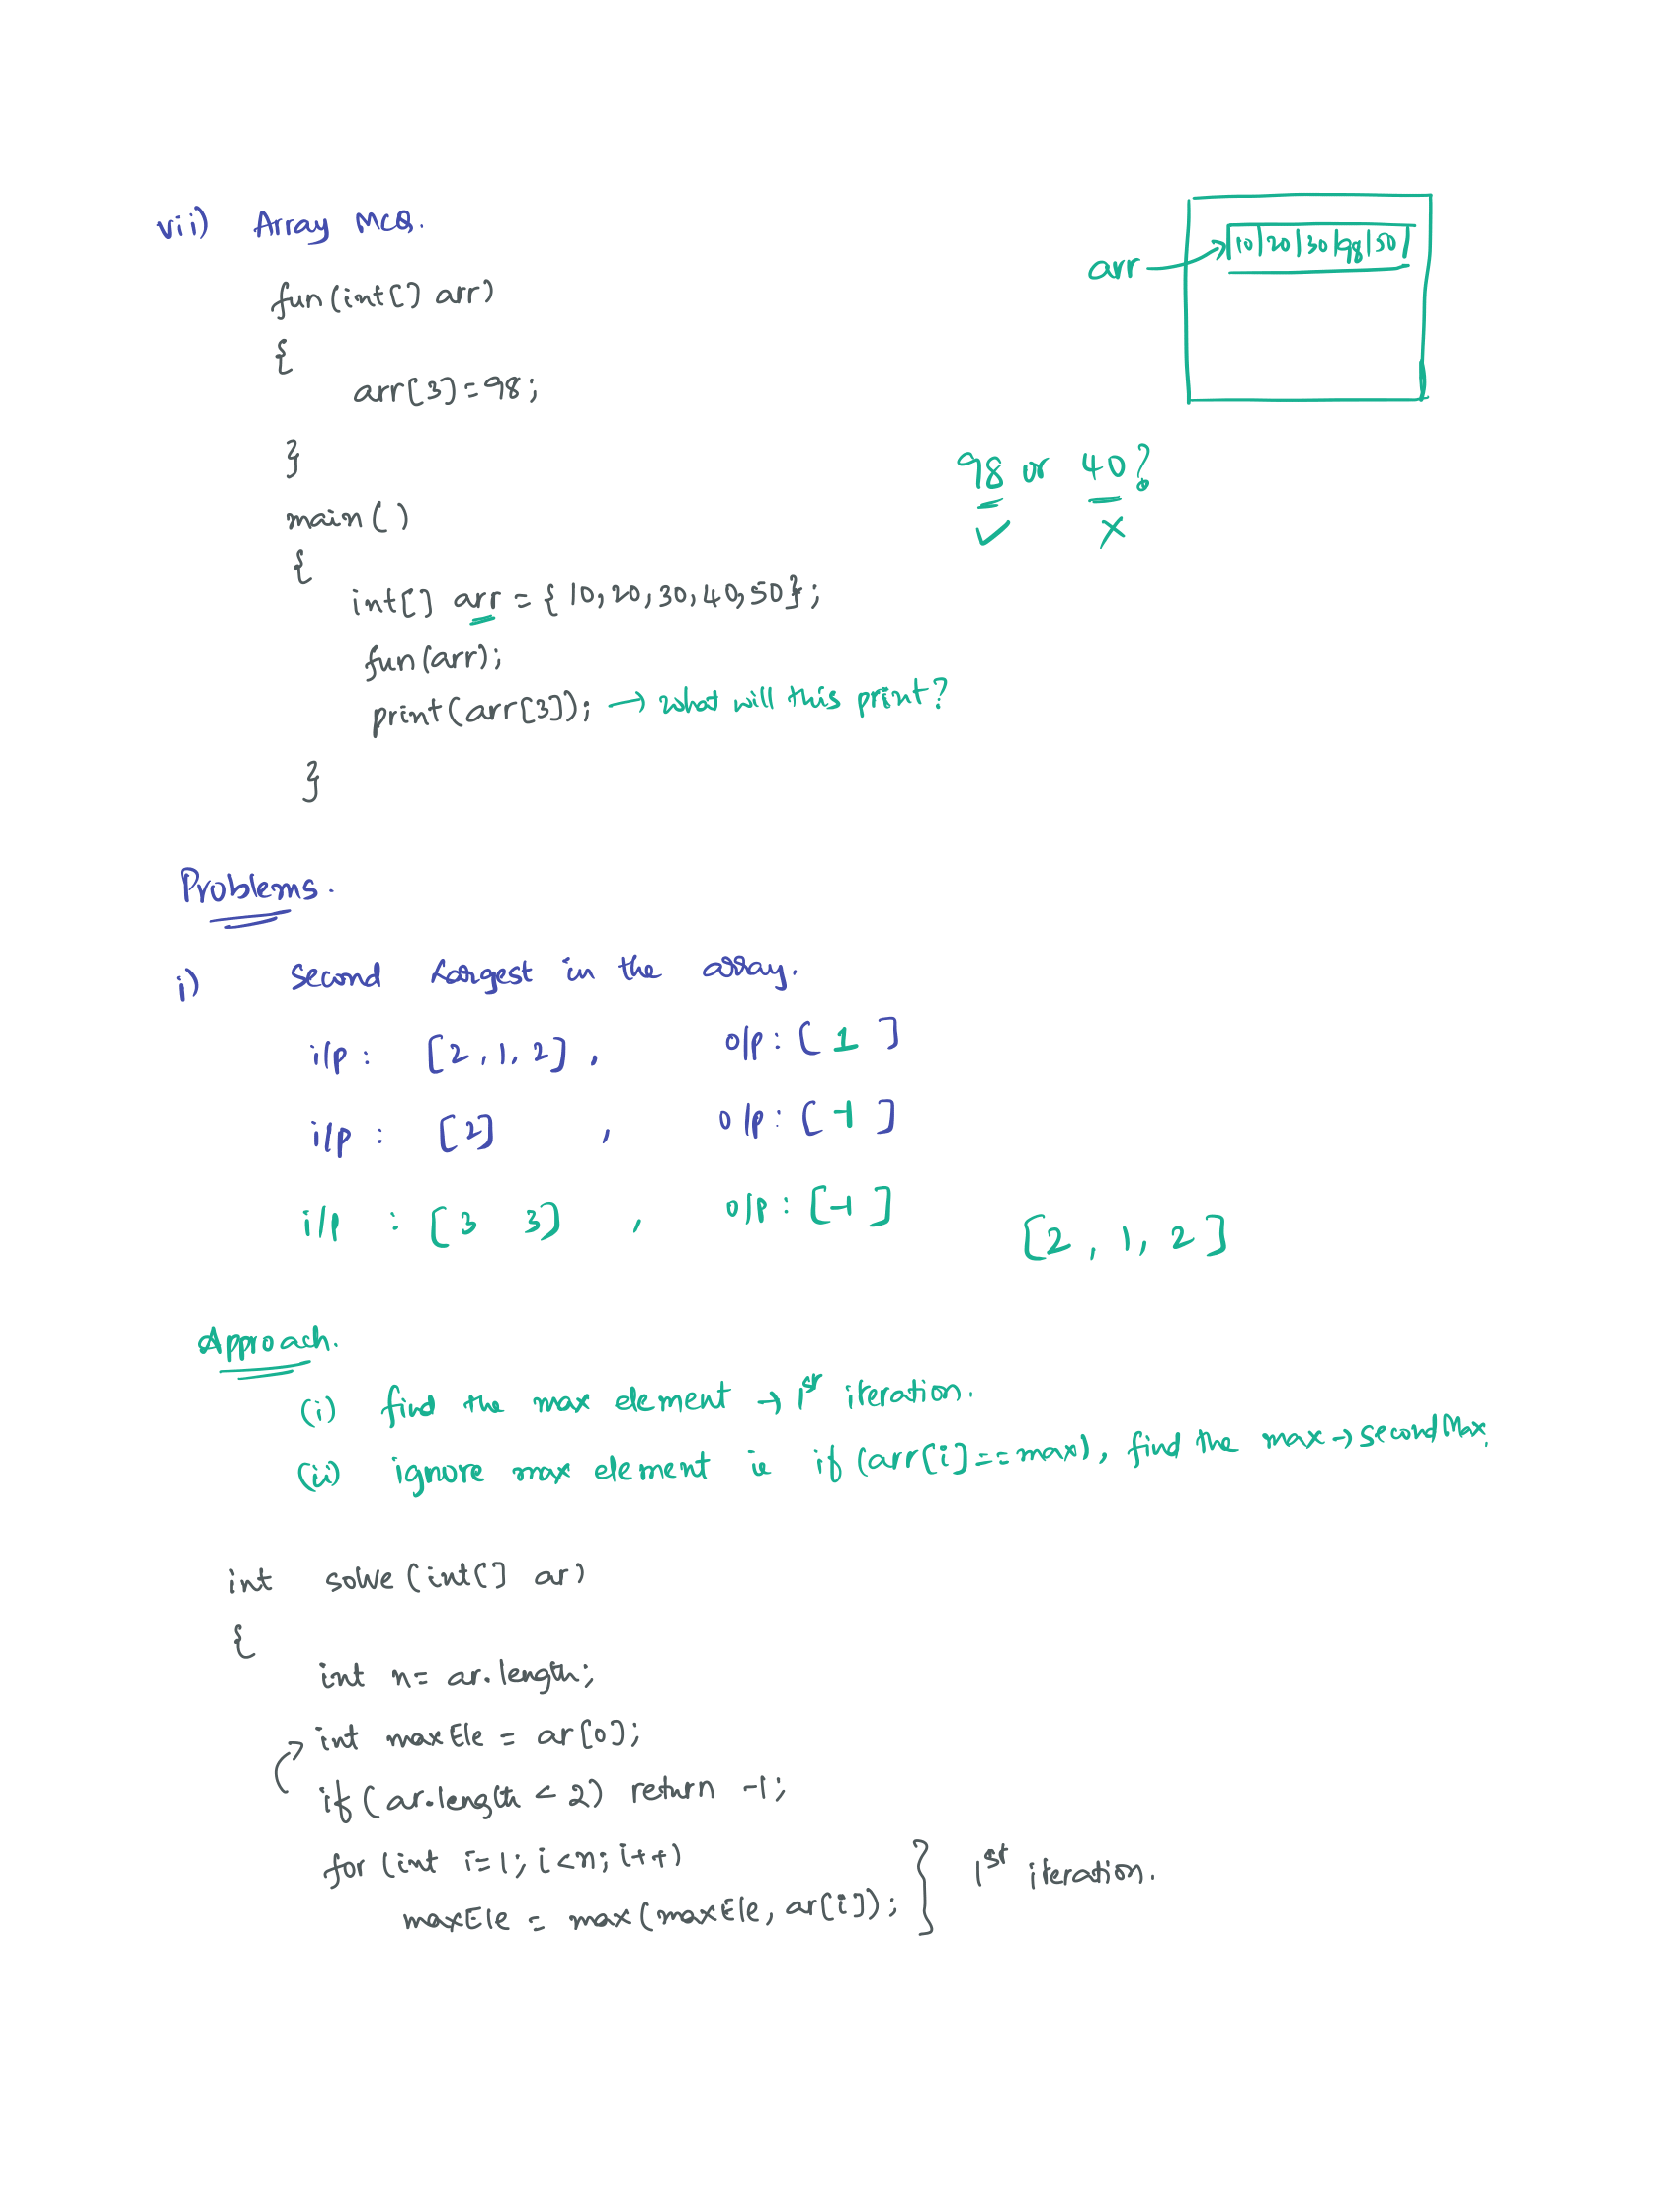 vii) Array MCQ.
arr → 10|20|30|98|50
fun(int[] arr)
{
arr[3]=98;
}
98 or 40?
✓ X
main()
{
int[] arr = {10,20,30,40,50};
fun(arr);
print(arr[3]); → what will this print?
}
Problems.
i) Second Largest in the array.
i/p: [2,1,2], o/p: [1]
i/p: [2], o/p: [-1]
i/p: [3 3], o/p: [-1]
[2, 1, 2]
Approach.
(i) find the max element → 1st iteration.
(ii) ignore max element ie if (arr[i]==max), find the max → secondMax.
int solve(int[] ar)
{
int n= ar.length;
int maxEle = ar[0];
if(ar.length < 2) return -1;
for (int i=1; i<n; i++)
maxEle = max(maxEle, ar[i]); } 1st iteration.